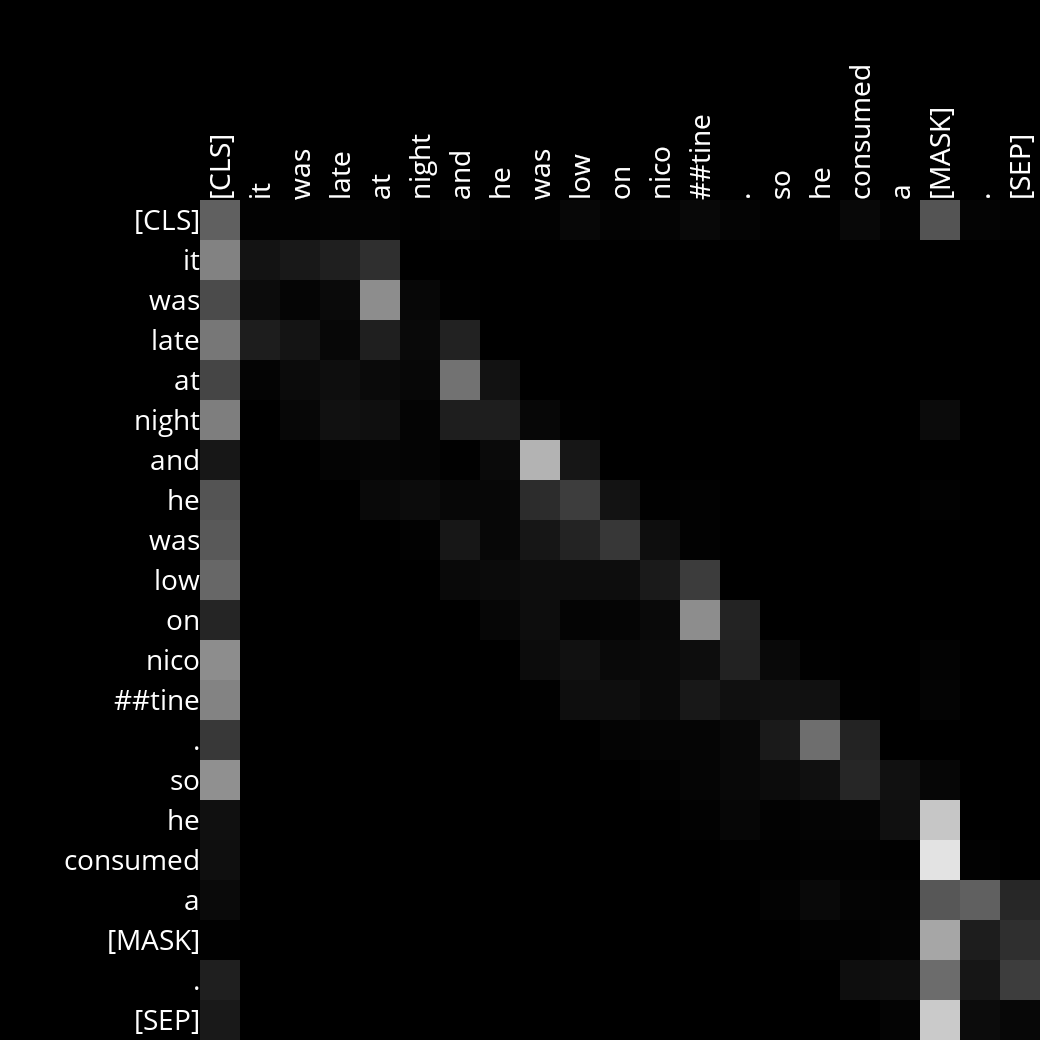 [CLS] it was late at night and he was low on nico ##tine . so he consumed a [MASK] . [SEP]
[CLS]
it
was
late
at
night
and
he
was
low
on
nico
##tine
.
so
he
consumed
a
[MASK]
.
[SEP]